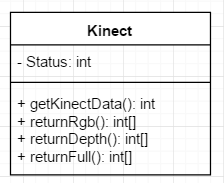 Kinect
- Status: int
+ getKinectData(): int
+ returnRgb(): int[]
+ returnDepth(): int[]
+ returnFull(): int[]